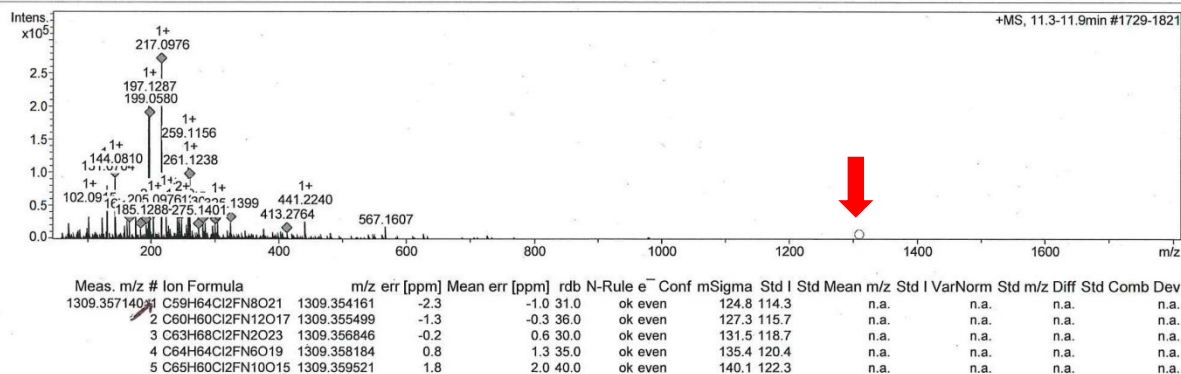 Intens.
x10⁵
+MS, 11.3-11.9min #1729-1821
1+
217.0976
1+
197.1287
199.0580
1+
259.1156
1+
261.1238
1+
144.0810
1+
102.0915
185.1288
275.1401
1+
1+
441.2240
413.2764
567.1607
2.5
2.0
1.5
1.0
0.5
0.0
200 400 600 800 1000 1200 1400 1600 m/z
Meas. m/z # Ion Formula m/z err [ppm] Mean err [ppm] rdb N-Rule e⁻ Conf mSigma Std I Std Mean m/z Std I VarNorm Std m/z Diff Std Comb Dev
1309.357140 1 C59H64Cl2FN8O21 1309.354161 -2.3 -1.0 31.0 ok even 124.8 114.3 n.a. n.a. n.a. n.a.
2 C60H60Cl2FN12O17 1309.355499 -1.3 -0.3 36.0 ok even 127.3 115.7 n.a. n.a. n.a. n.a.
3 C63H68Cl2FN2O23 1309.356846 -0.2 0.6 30.0 ok even 131.5 118.7 n.a. n.a. n.a. n.a.
4 C64H64Cl2FN6O19 1309.358184 0.8 1.3 35.0 ok even 135.4 120.4 n.a. n.a. n.a. n.a.
5 C65H60Cl2FN10O15 1309.359521 1.8 2.0 40.0 ok even 140.1 122.3 n.a. n.a. n.a. n.a.